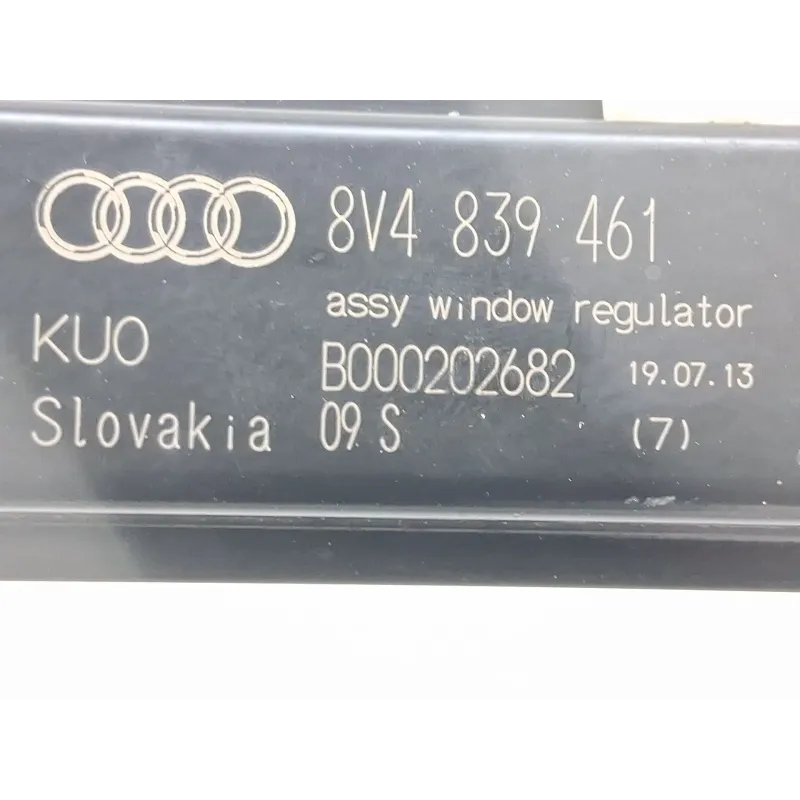 8V4 839 461
assy window regulator
KUO
B000202682 19.07.13
Slovakia 09 S (7)